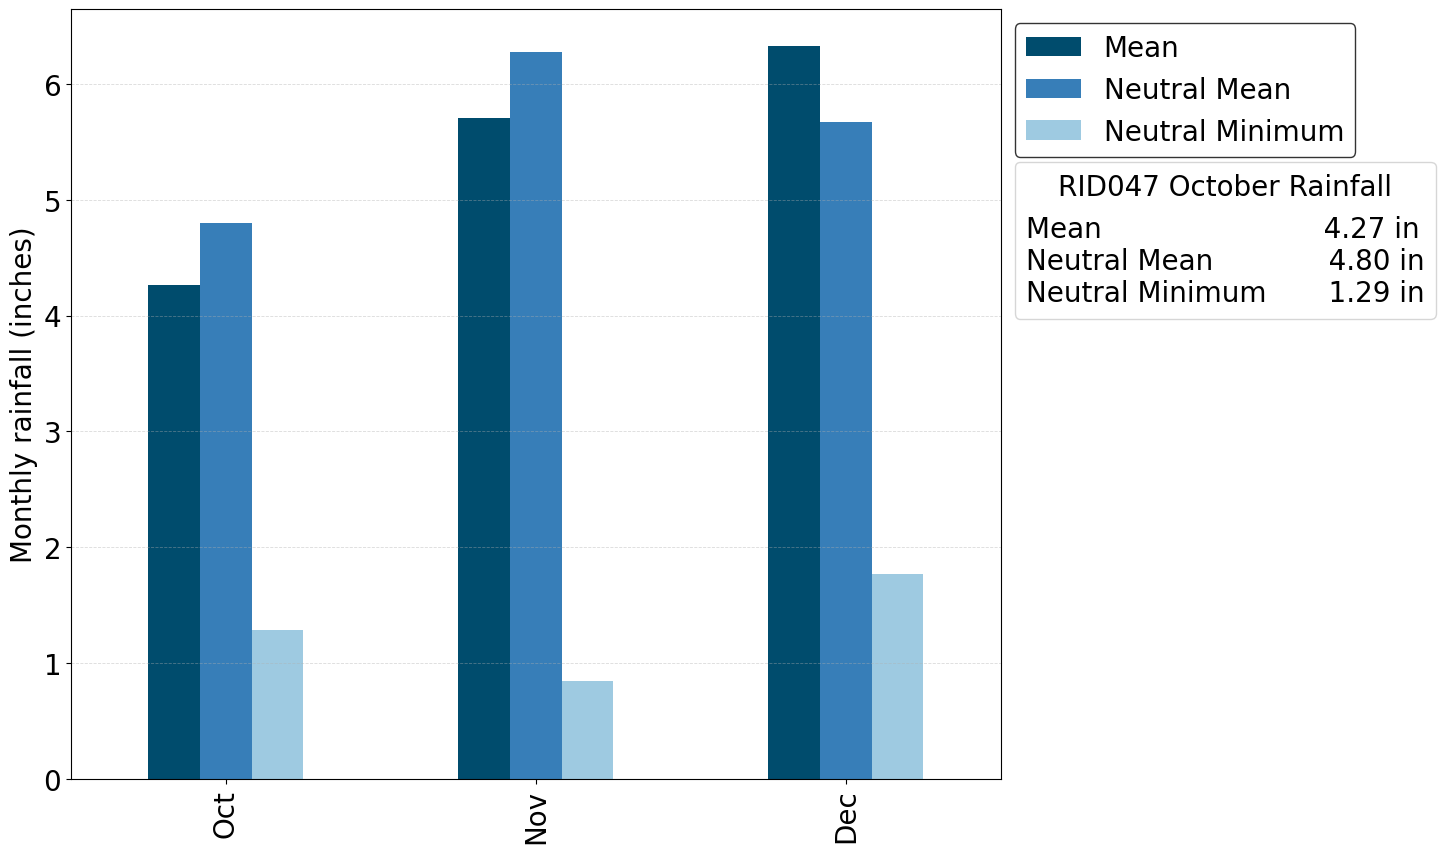 Monthly rainfall (inches)
6
5
4
3
2
1
0
Oct
Nov
Dec
Mean
Neutral Mean
Neutral Minimum
RID047 October Rainfall
Mean 4.27 in
Neutral Mean 4.80 in
Neutral Minimum 1.29 in